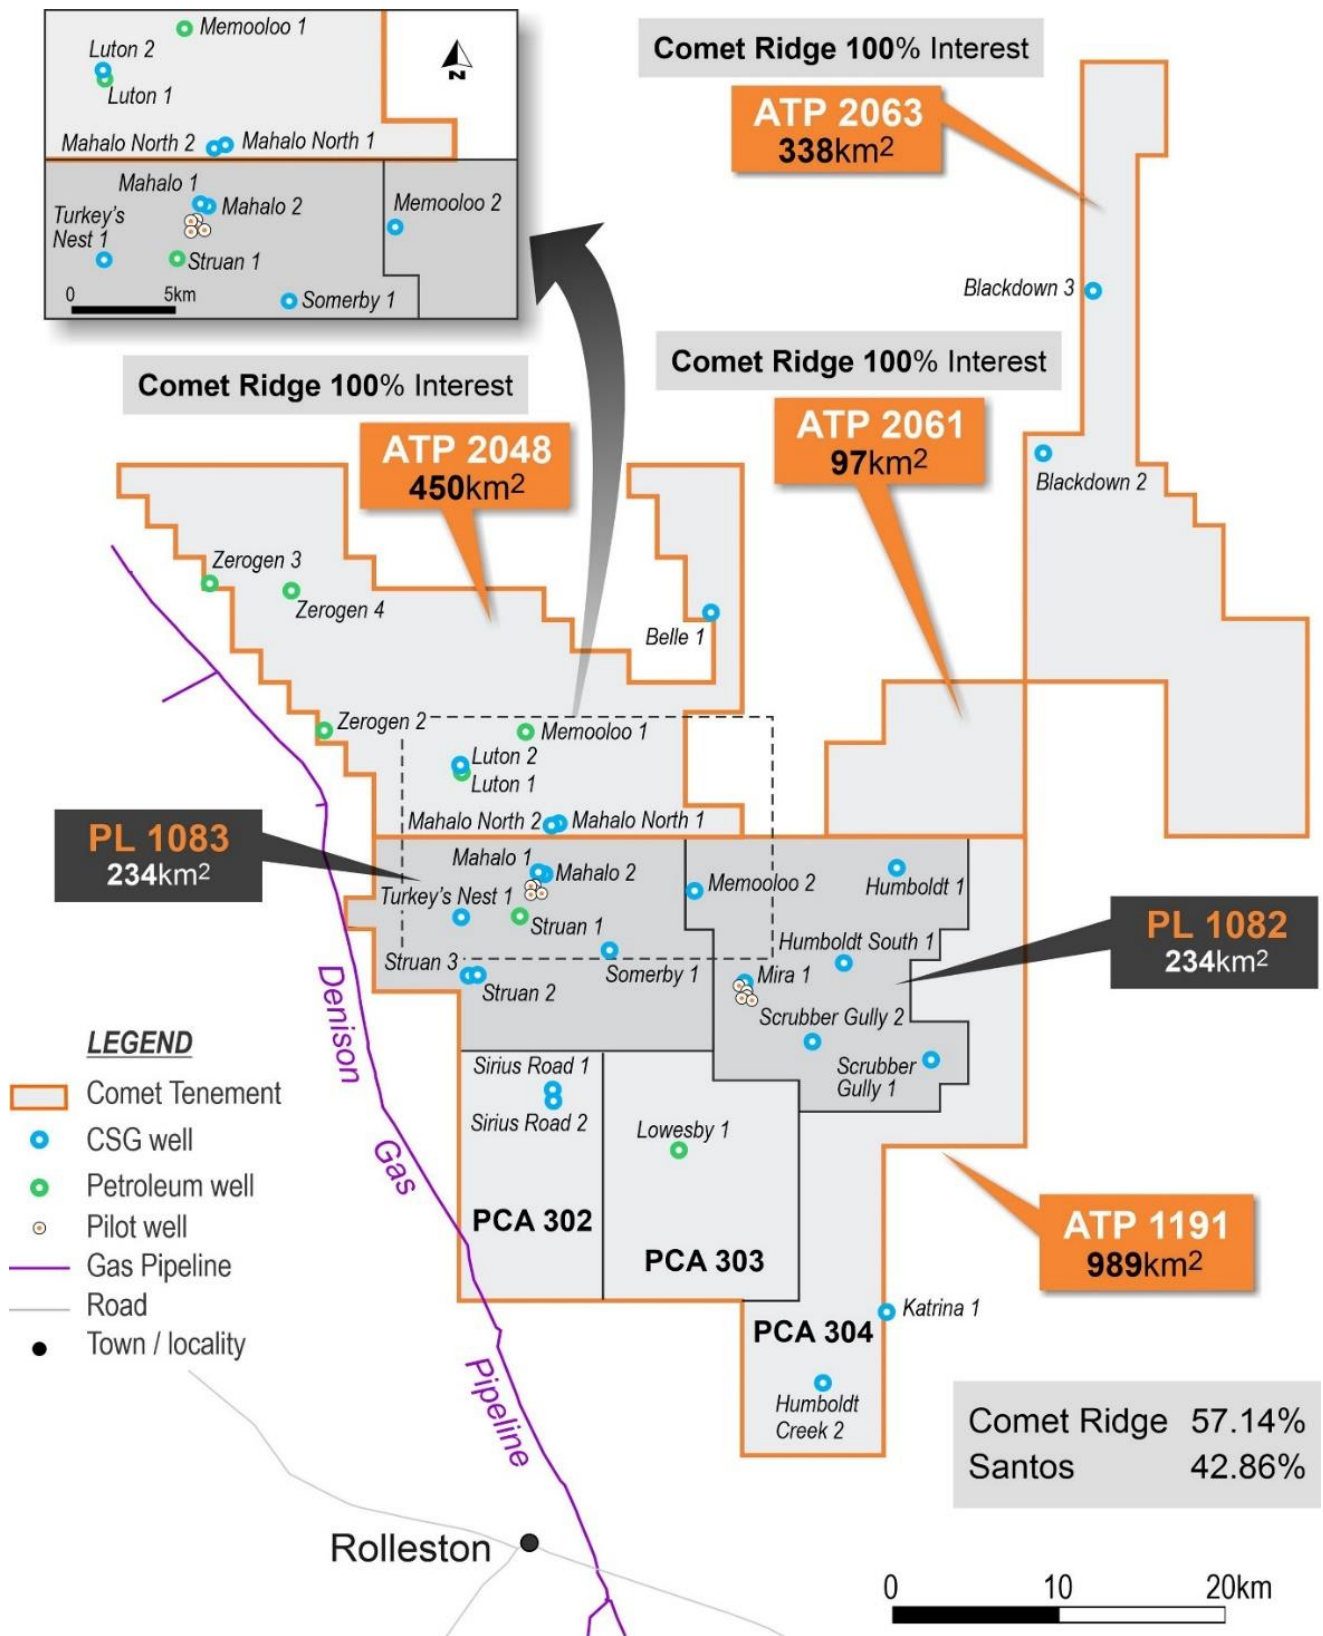 Memooloo 1
Luton 2
Luton 1
Mahalo North 2
Mahalo North 1
N
Mahalo 1
Mahalo 2
Memooloo 2
Turkey's
Nest 1
Struan 1
0 5km
Somerby 1
Comet Ridge 100% Interest
ATP 2063
338km2
Blackdown 3
Comet Ridge 100% Interest
ATP 2061
97km2
Blackdown 2
Comet Ridge 100% Interest
ATP 2048
450km2
Zerogen 3
Zerogen 4
Belle 1
Zerogen 2
Memooloo 1
Luton 2
Luton 1
Mahalo North 2
Mahalo North 1
PL 1083
234km2
Mahalo 1
Mahalo 2
Turkey's Nest 1
Struan 1
Memooloo 2
Humboldt 1
Humboldt South 1
PL 1082
234km2
Struan 3
Struan 2
Somerby 1
Mira 1
Scrubber Gully 2
Scrubber
Gully 1
Denison
Gas
Pipeline
Sirius Road 1
Sirius Road 2
Lowesby 1
PCA 302
PCA 303
ATP 1191
989km2
Katrina 1
PCA 304
Humboldt
Creek 2
LEGEND
Comet Tenement
CSG well
Petroleum well
Pilot well
Gas Pipeline
Road
Town / locality
Comet Ridge 57.14%
Santos 42.86%
Rolleston
0 10 20km